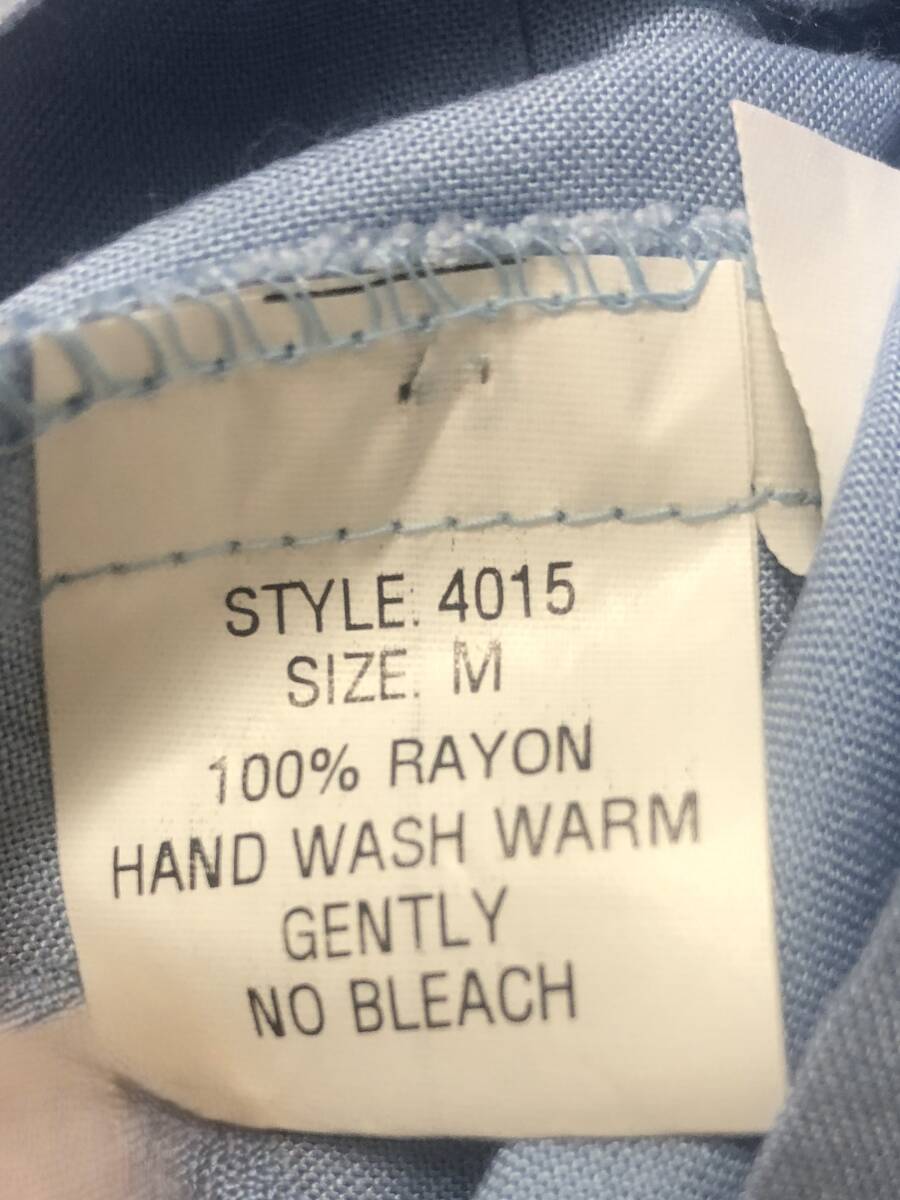 STYLE: 4015
SIZE: M
100% RAYON
HAND WASH WARM
GENTLY
NO BLEACH